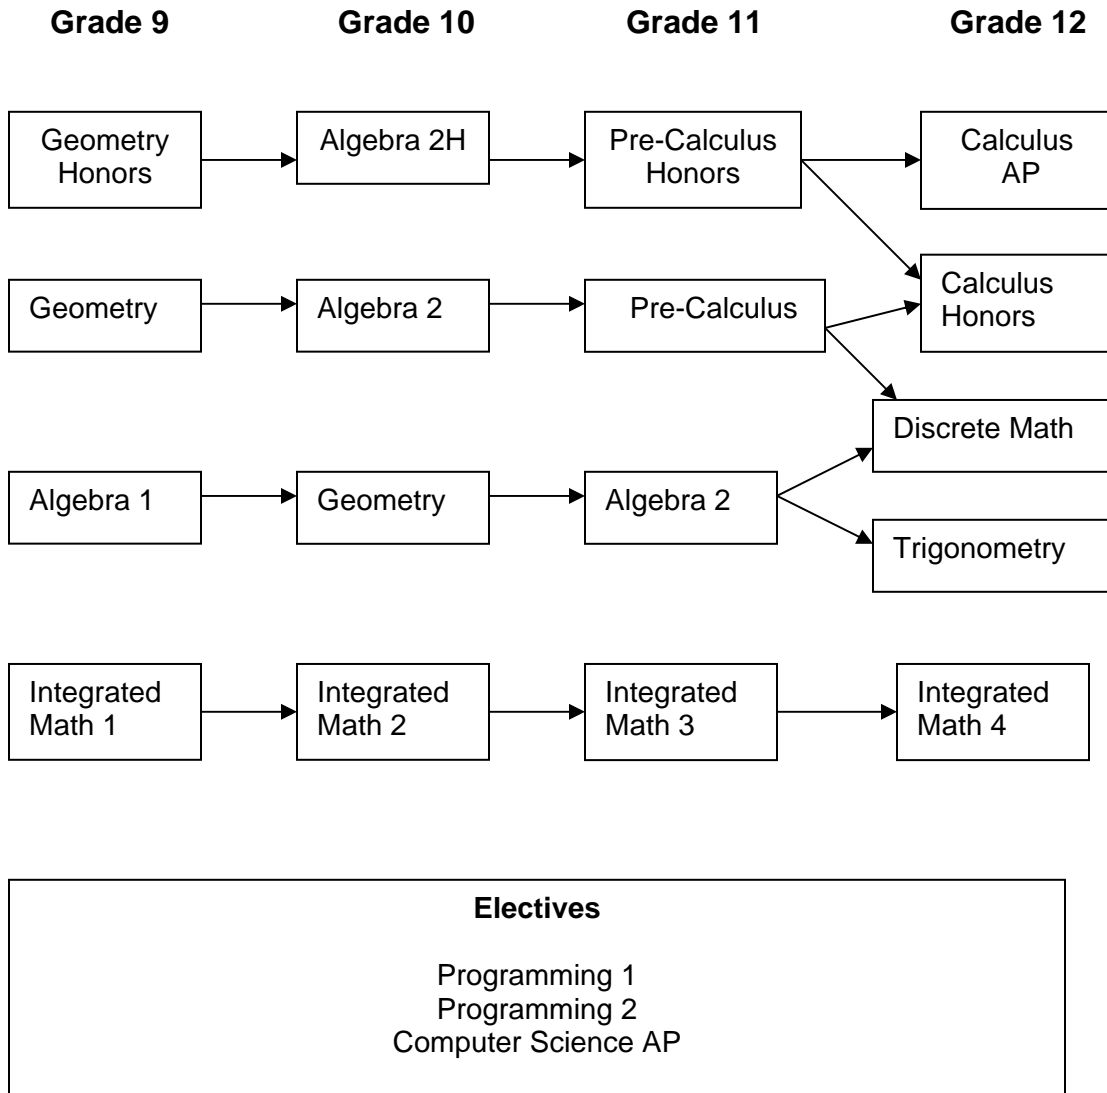 Grade 9 Grade 10 Grade 11 Grade 12
Geometry
Honors
Algebra 2H
Pre-Calculus
Honors
Calculus
AP
Geometry
Algebra 2
Pre-Calculus
Calculus
Honors
Discrete Math
Algebra 1
Geometry
Algebra 2
Trigonometry
Integrated
Math 1
Integrated
Math 2
Integrated
Math 3
Integrated
Math 4
Electives
Programming 1
Programming 2
Computer Science AP